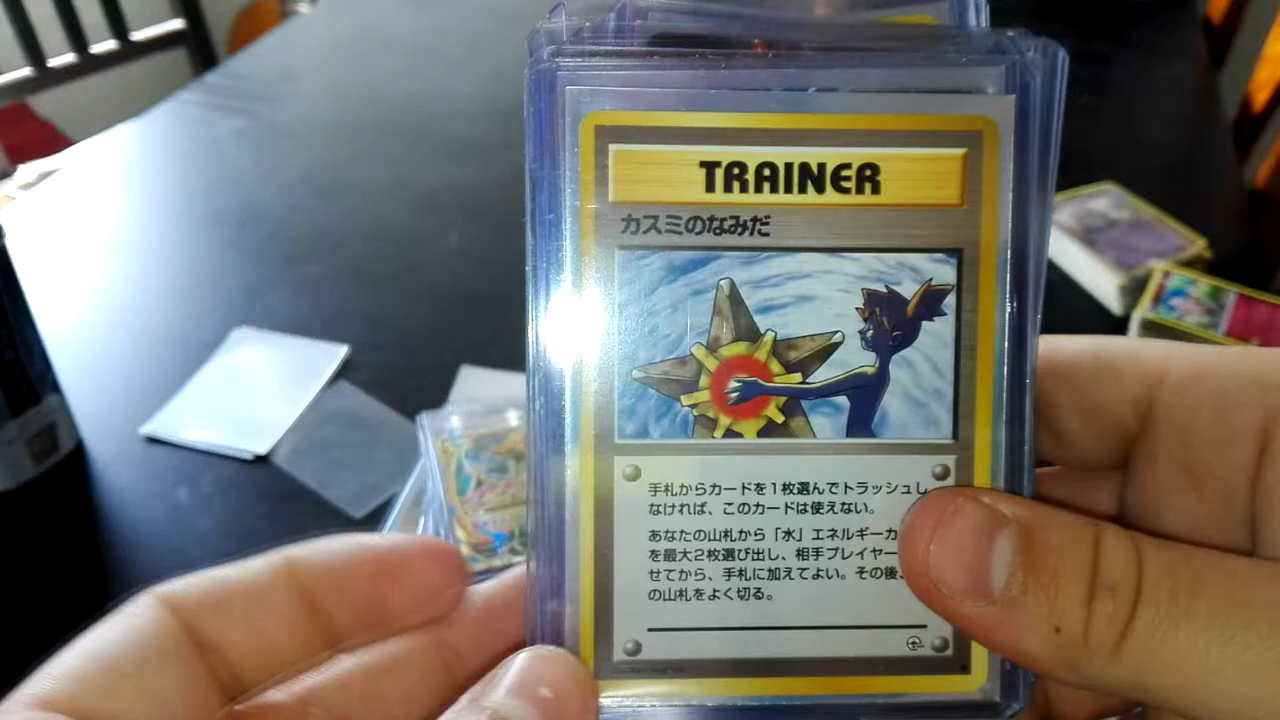 TRAINER
カスミのなみだ
手札からカードを1枚選んでトラッシュし
なければ、このカードは使えない。
あなたの山札から「水」エネルギーカ
を最大2枚選び出し、相手プレイヤー
せてから、手札に加えてよい。その後、
の山札をよく切る。